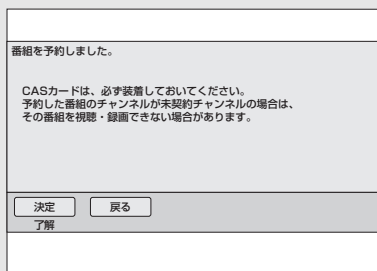 番組を予約しました。
CASカードは、必ず装着しておいてください。
予約した番組のチャンネルが未契約チャンネルの場合は、
その番組を視聴・録画できない場合があります。
決定 戻る
了解